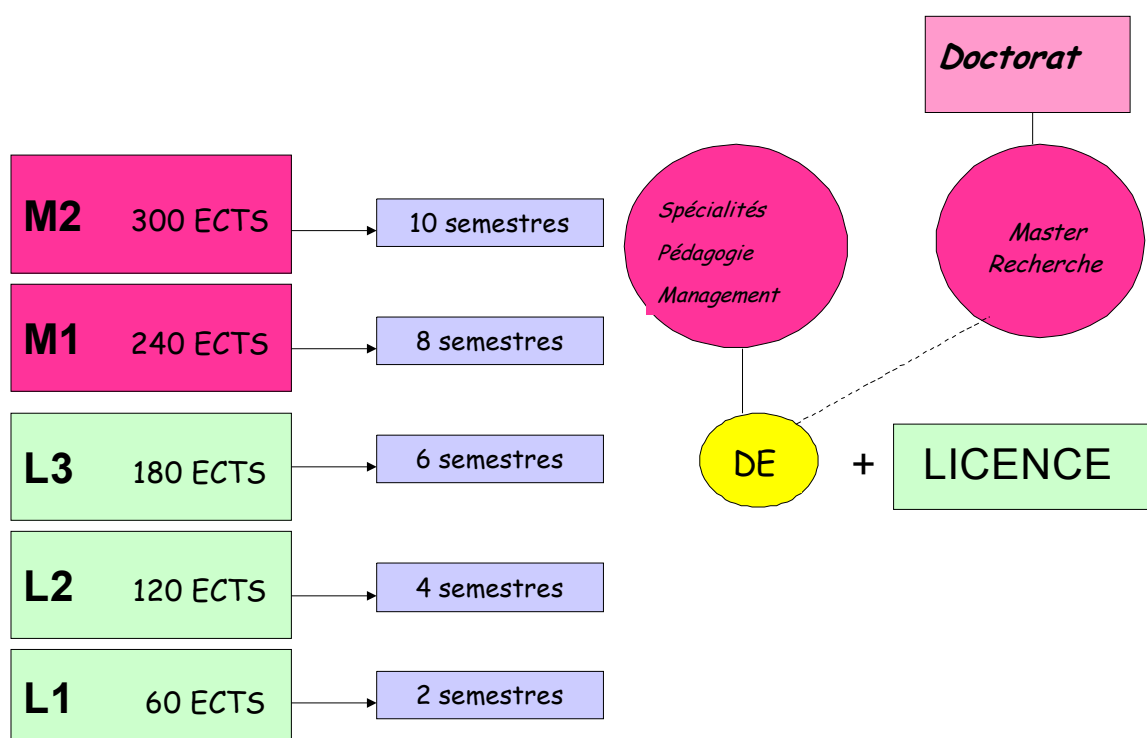 Doctorat
M2 300 ECTS
10 semestres
Spécialités
Pédagogie
Management
Master
Recherche
M1 240 ECTS
8 semestres
L3 180 ECTS
6 semestres
DE + LICENCE
L2 120 ECTS
4 semestres
L1 60 ECTS
2 semestres